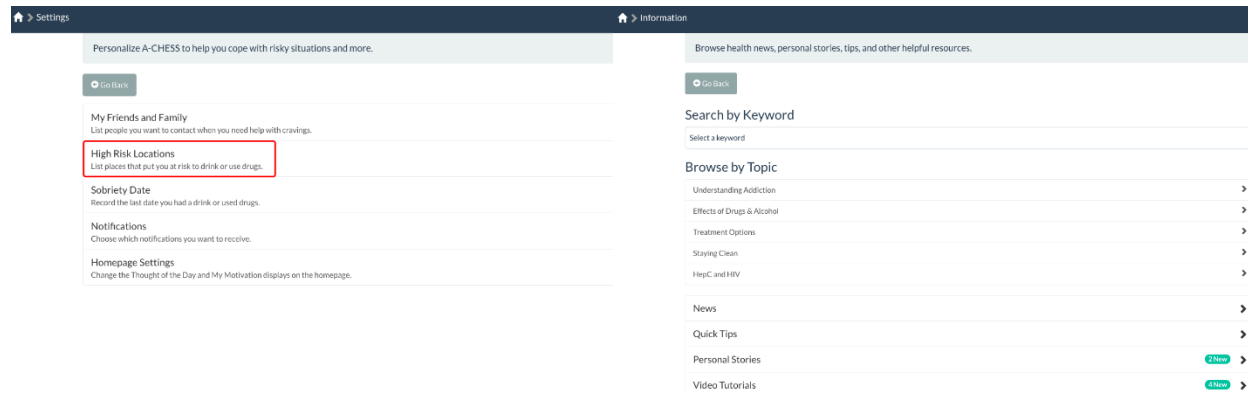 Settings
Personalize A-CHESS to help you cope with risky situations and more.
Go Back
My Friends and Family
List people you want to contact when you need help with cravings.
High Risk Locations
List places that put you at risk to drink or use drugs.
Sobriety Date
Record the last date you had a drink or used drugs.
Notifications
Choose which notifications you want to receive.
Homepage Settings
Change the Thought of the Day and My Motivation displays on the homepage.
Information
Browse health news, personal stories, tips, and other helpful resources.
Go Back
Search by Keyword
Select a keyword
Browse by Topic
Understanding Addiction
Effects of Drugs & Alcohol
Treatment Options
Staying Clean
HepC and HIV
News
Quick Tips
Personal Stories 2 New
Video Tutorials 4 New